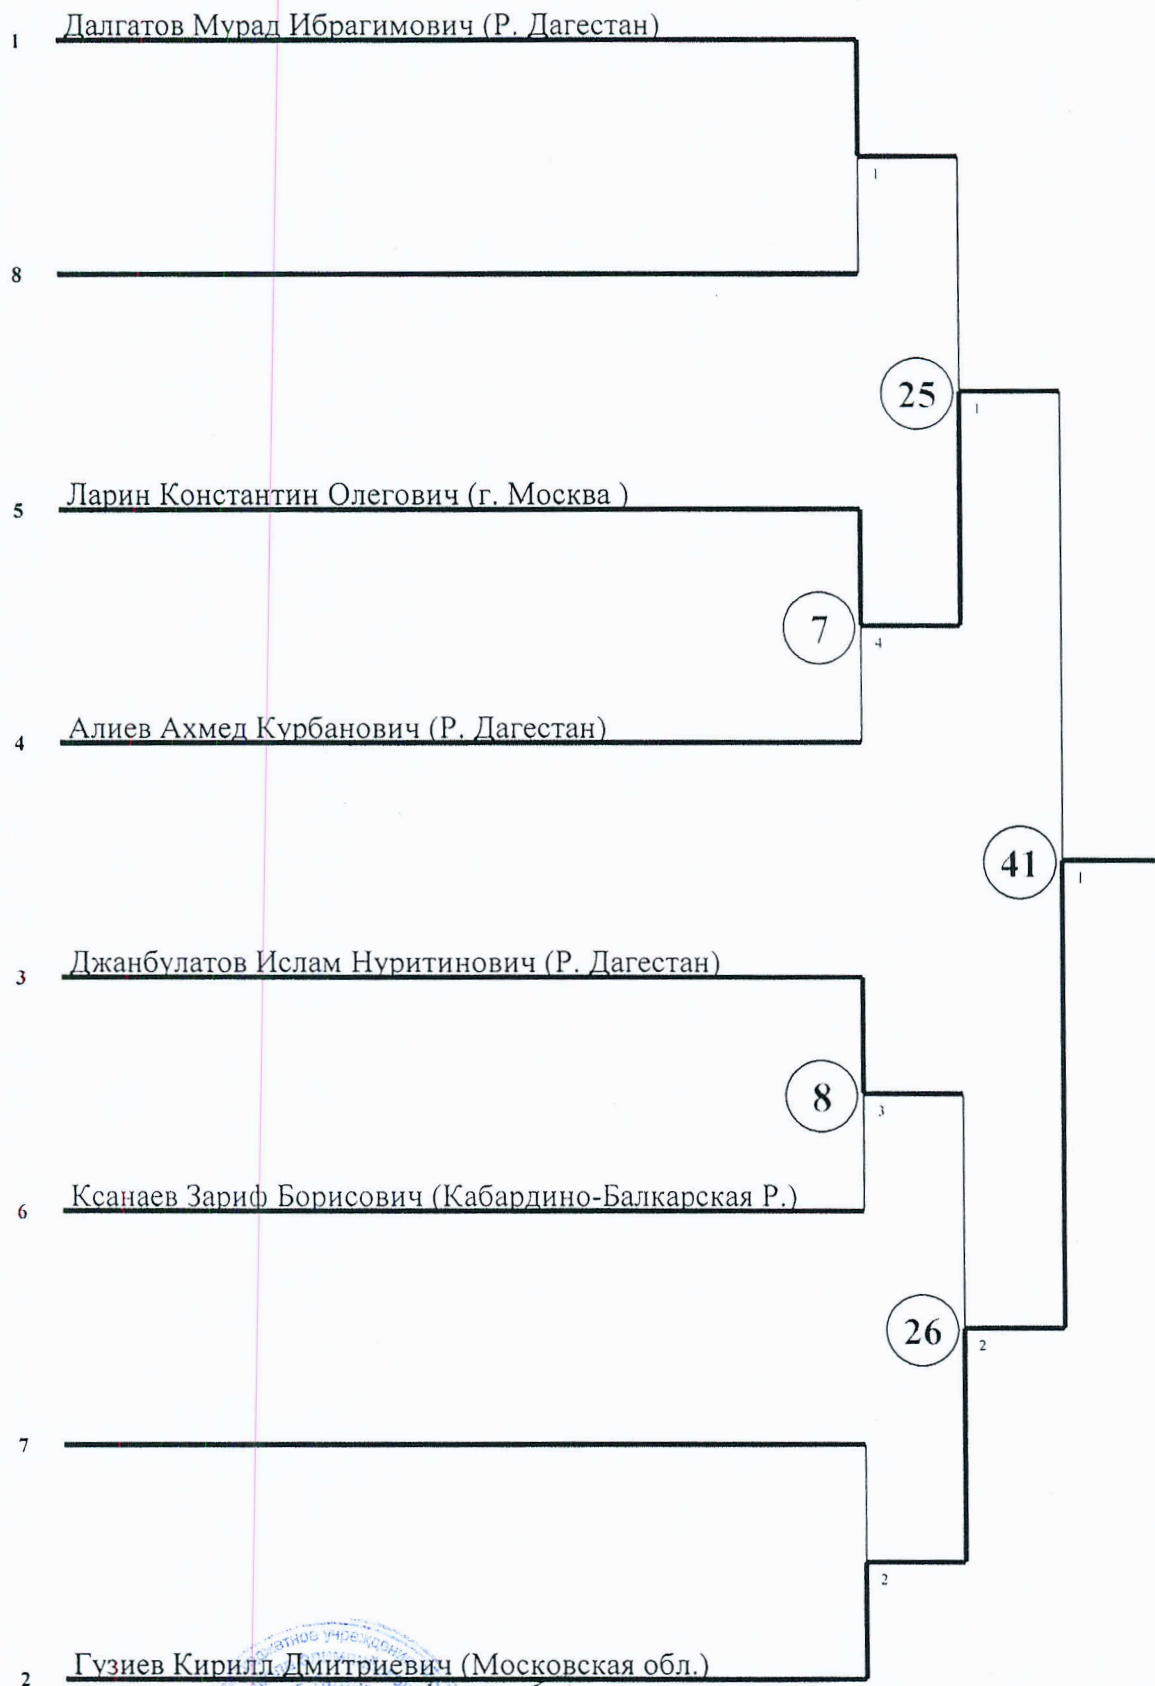 1 Далгатов Мурад Ибрагимович (Р. Дагестан)
1
8
25
1
5 Ларин Константин Олегович (г. Москва )
7
4
4 Алиев Ахмед Курбанович (Р. Дагестан)
41
1
3 Джанбулатов Ислам Нуритинович (Р. Дагестан)
8
3
6 Ксанаев Зариф Борисович (Кабардино-Балкарская Р.)
26
2
7
2
2 Гузиев Кирилл Дмитриевич (Московская обл.)